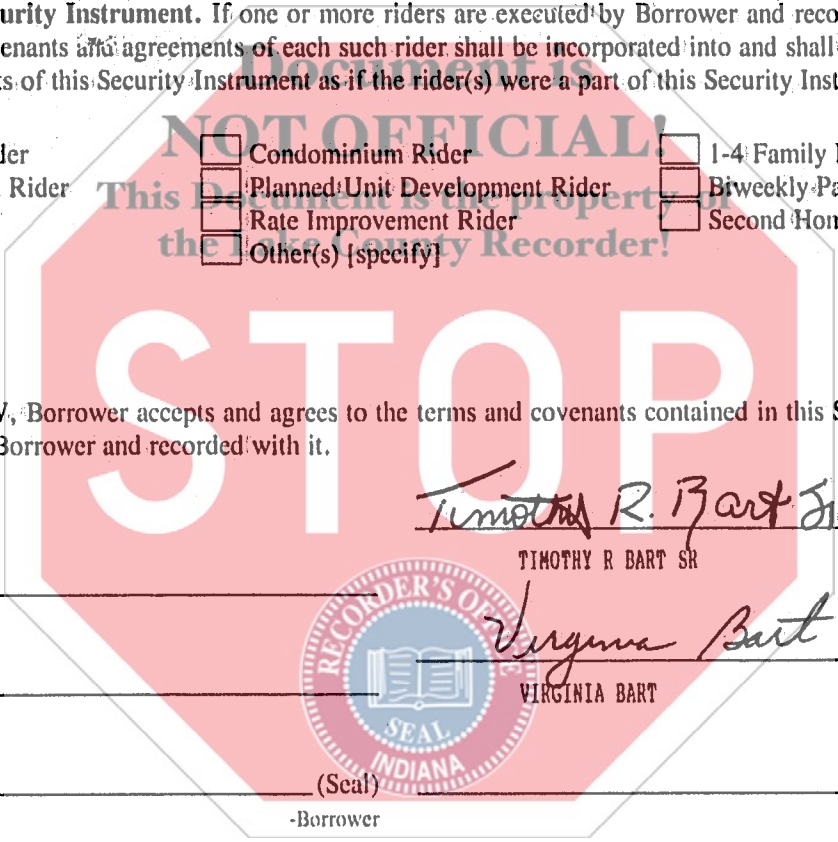 urity Instrument. If one or more riders are executed by Borrower and reco
enants and agreements of each such rider shall be incorporated into and shall
ts of this Security Instrument as if the rider(s) were a part of this Security Inst
Document is
NOT OFFICIAL!
This Document is the property of
the Lake County Recorder!
STOP
der
Condominium Rider
1-4 Family
Rider
Planned Unit Development Rider
Biweekly Pa
Rate Improvement Rider
Second Hom
Other(s) [specify]
, Borrower accepts and agrees to the terms and covenants contained in this S
Borrower and recorded with it.
Timothy R. Bart Sr
TIMOTHY R BART SR
Virginia Bart
VIRGINIA BART
RECORDER'S OFFICE
SEAL
INDIANA
(Seal)
-Borrower